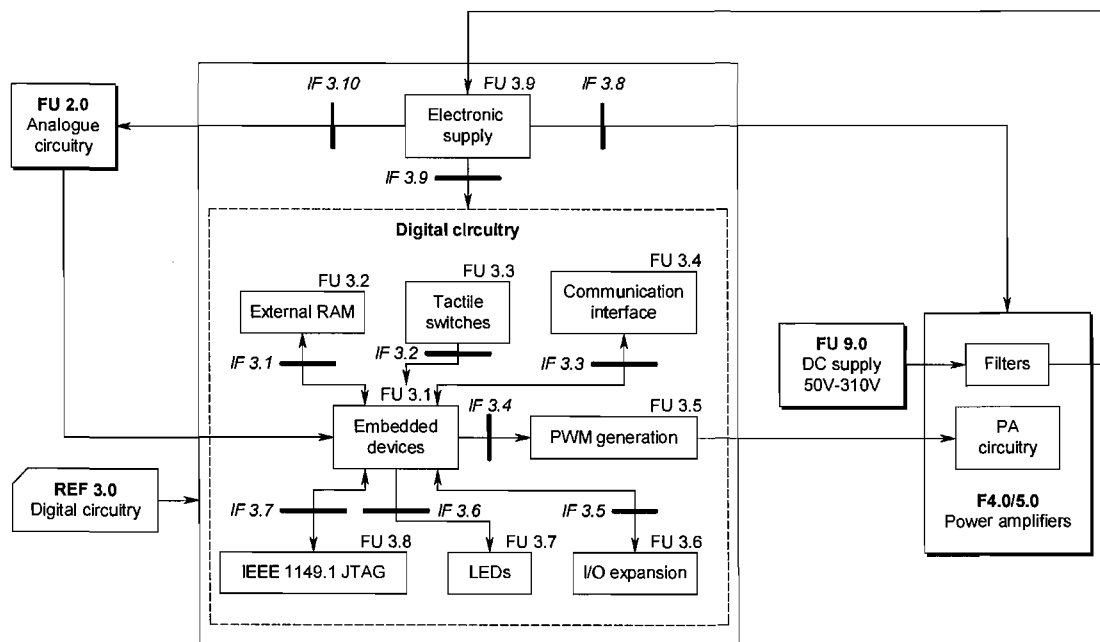 IF 3.10
FU 3.9
IF 3.8
FU 2.0
Analogue
circuitry
Electronic
supply
IF 3.9
Digital circuitry
FU 3.2
External RAM
FU 3.3
Tactile
switches
FU 3.4
Communication
interface
IF 3.1
IF 3.2
IF 3.3
FU 9.0
DC supply
50V-310V
Filters
FU 3.1
Embedded
devices
IF 3.4
FU 3.5
PWM generation
PA
circuitry
REF 3.0
Digital circuitry
F4.0/5.0
Power amplifiers
IF 3.7
IF 3.6
IF 3.5
FU 3.8
IEEE 1149.1 JTAG
FU 3.7
LEDs
FU 3.6
I/O expansion